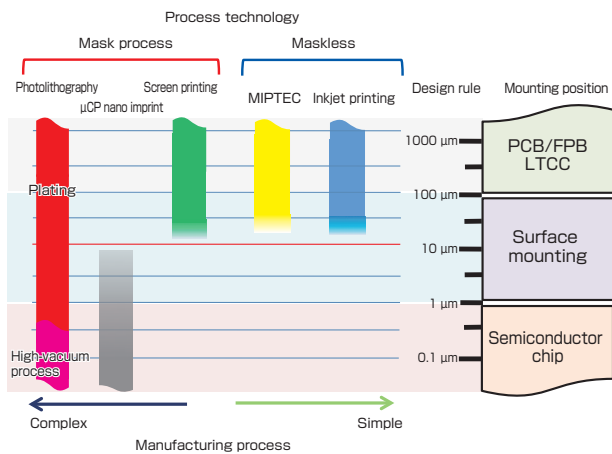 Process technology
Mask process
Maskless
Photolithography
μCP nano imprint
Screen printing
MIPTEC
Inkjet printing
Design rule
Mounting position
Plating
High-vacuum
process
1000 μm
100 μm
10 μm
1 μm
0.1 μm
PCB/FPB
LTCC
Surface
mounting
Semiconductor
chip
Complex
Simple
Manufacturing process